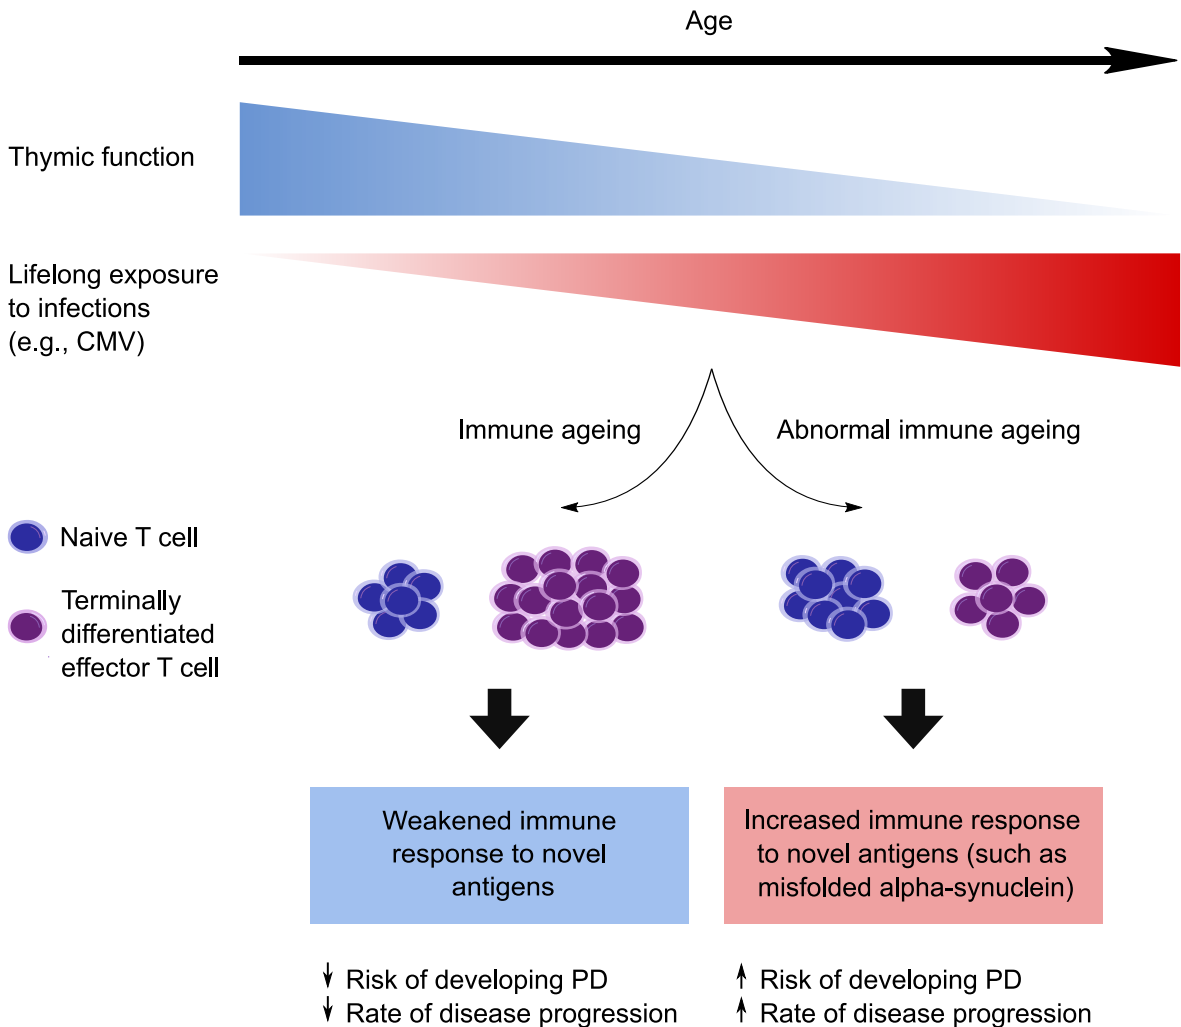 Age
Thymic function
Lifelong exposure
to infections
(e.g., CMV)
Immune ageing
Abnormal immune ageing
Naive T cell
Terminally
differentiated
effector T cell
Weakened immune
response to novel
antigens
Increased immune response
to novel antigens (such as
misfolded alpha-synuclein)
Risk of developing PD
Rate of disease progression
Risk of developing PD
Rate of disease progression